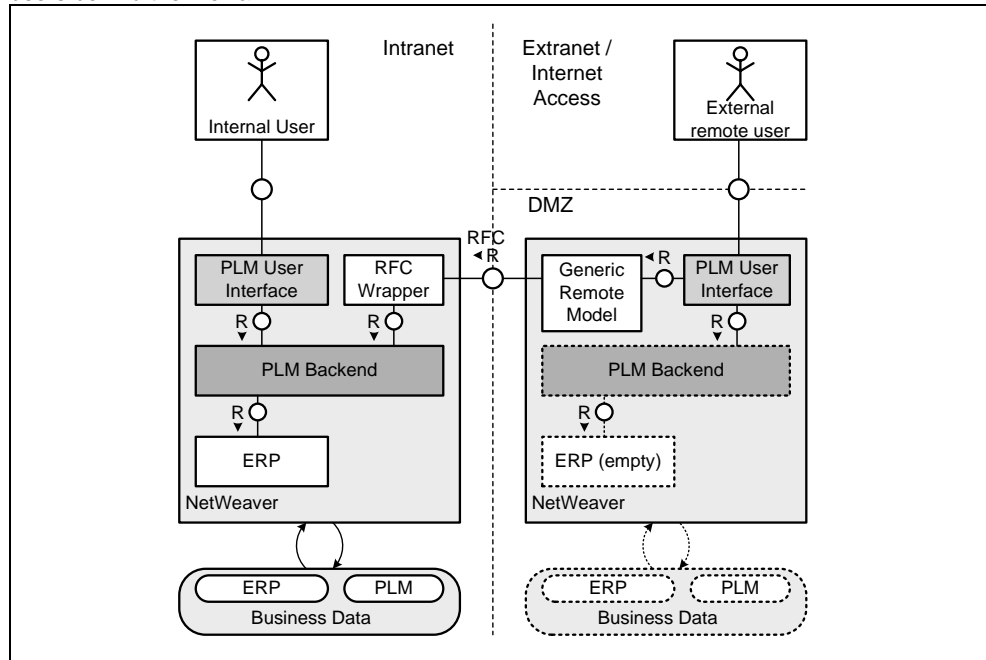 Intranet
Extranet /
Internet
Access
Internal User
External
remote user
DMZ
RFC
R
PLM User
Interface
RFC
Wrapper
Generic
Remote
Model
R
PLM User
Interface
R
R
R
PLM Backend
PLM Backend
R
R
ERP
ERP (empty)
NetWeaver
NetWeaver
ERP
PLM
Business Data
ERP
PLM
Business Data